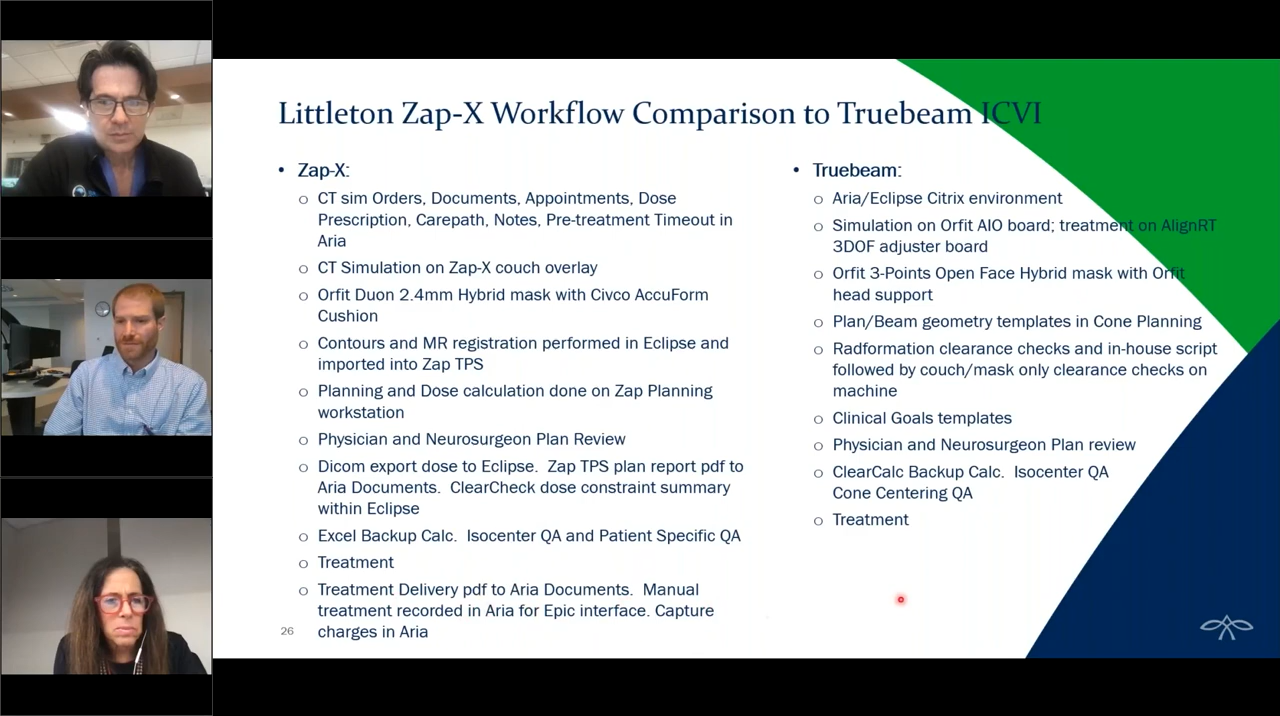 Littleton Zap-X Workflow Comparison to Truebeam ICVI
• Zap-X:
o CT sim Orders, Documents, Appointments, Dose
Prescription, Carepath, Notes, Pre-treatment Timeout in
Aria
o CT Simulation on Zap-X couch overlay
o Orfit Duon 2.4mm Hybrid mask with Civco AccuForm
Cushion
o Contours and MR registration performed in Eclipse and
imported into Zap TPS
o Planning and Dose calculation done on Zap Planning
workstation
o Physician and Neurosurgeon Plan Review
o Dicom export dose to Eclipse.  Zap TPS plan report pdf to
Aria Documents.  ClearCheck dose constraint summary
within Eclipse
o Excel Backup Calc.  Isocenter QA and Patient Specific QA
o Treatment
o Treatment Delivery pdf to Aria Documents.  Manual
treatment recorded in Aria for Epic interface. Capture
charges in Aria
• Truebeam:
o Aria/Eclipse Citrix environment
o Simulation on Orfit AIO board; treatment on AlignRT
3DOF adjuster board
o Orfit 3-Points Open Face Hybrid mask with Orfit
head support
o Plan/Beam geometry templates in Cone Planning
o Radformation clearance checks and in-house script
followed by couch/mask only clearance checks on
machine
o Clinical Goals templates
o Physician and Neurosurgeon Plan review
o ClearCalc Backup Calc.  Isocenter QA
Cone Centering QA
o Treatment
26